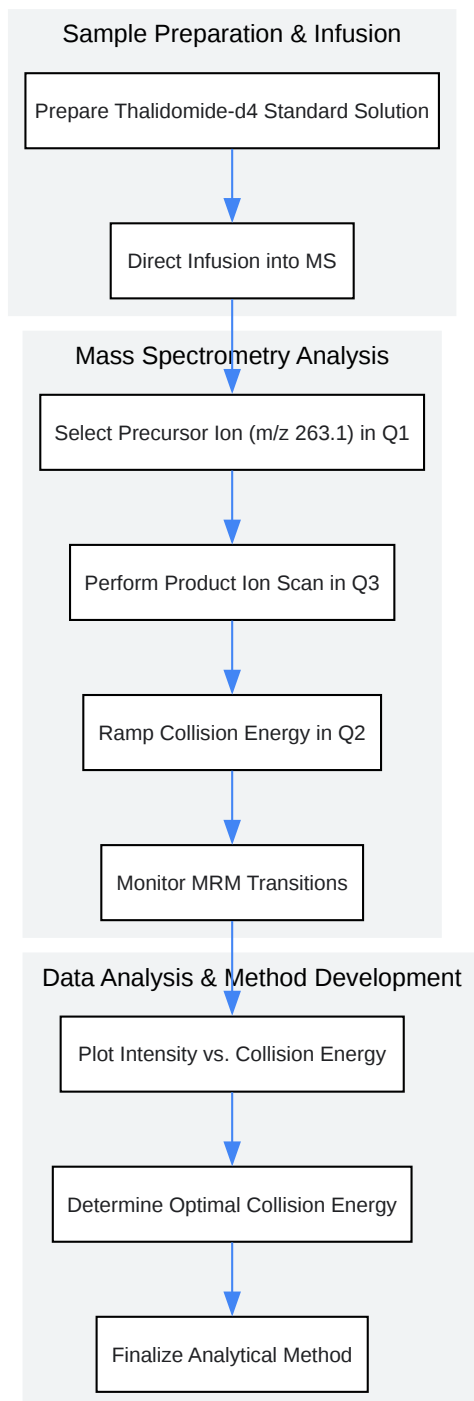 Sample Preparation & Infusion
Prepare Thalidomide-d4 Standard Solution
Direct Infusion into MS
Mass Spectrometry Analysis
Select Precursor Ion (m/z 263.1) in Q1
Perform Product Ion Scan in Q3
Ramp Collision Energy in Q2
Monitor MRM Transitions
Data Analysis & Method Development
Plot Intensity vs. Collision Energy
Determine Optimal Collision Energy
Finalize Analytical Method